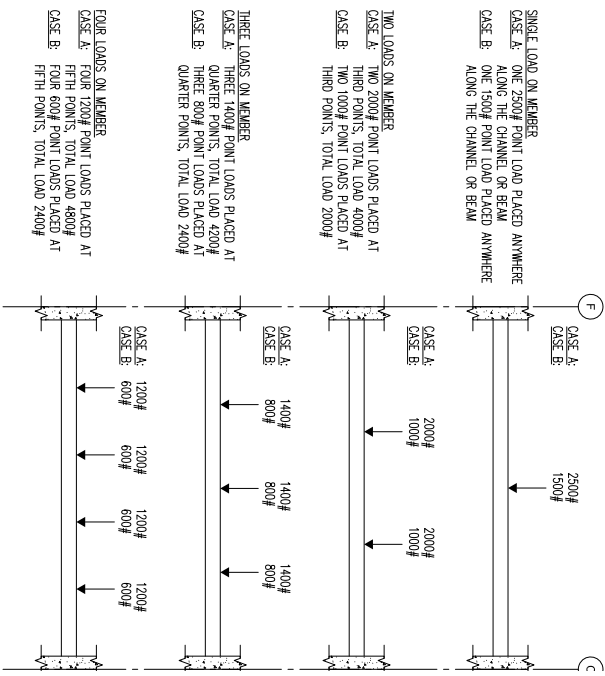 F
SINGLE LOAD ON MEMBER
CASE A: ONE 2500# POINT LOAD PLACED ANYWHERE
ALONG THE CHANNEL OR BEAM
CASE B: ONE 1500# POINT LOAD PLACED ANYWHERE
ALONG THE CHANNEL OR BEAM
CASE A: 2500#
CASE B: 1500#
TWO LOADS ON MEMBER
CASE A: TWO 2000# POINT LOADS PLACED AT
THIRD POINTS, TOTAL LOAD 4000#
CASE B: TWO 1000# POINT LOADS PLACED AT
THIRD POINTS, TOTAL LOAD 2000#
CASE A: 2000# 2000#
CASE B: 1000# 1000#
THREE LOADS ON MEMBER
CASE A: THREE 1400# POINT LOADS PLACED AT
QUARTER POINTS, TOTAL LOAD 4200#
CASE B: THREE 800# POINT LOADS PLACED AT
QUARTER POINTS, TOTAL LOAD 2400#
CASE A: 1400# 1400# 1400#
CASE B: 800# 800# 800#
FOUR LOADS ON MEMBER
CASE A: FOUR 1200# POINT LOADS PLACED AT
FIFTH POINTS, TOTAL LOAD 4800#
CASE B: FOUR 600# POINT LOADS PLACED AT
FIFTH POINTS, TOTAL LOAD 2400#
CASE A: 1200# 1200# 1200# 1200#
CASE B: 600# 600# 600# 600#